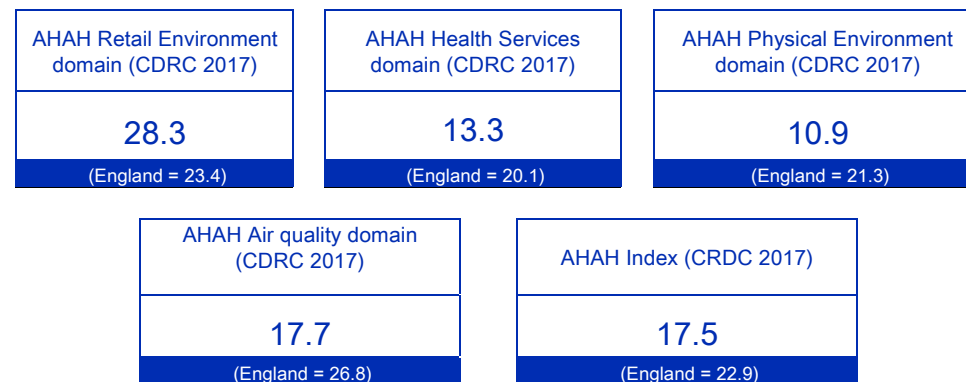 AHAH Retail Environment
domain (CDRC 2017)
28.3
(England = 23.4)
AHAH Health Services
domain (CDRC 2017)
13.3
(England = 20.1)
AHAH Physical Environment
domain (CDRC 2017)
10.9
(England = 21.3)
AHAH Air quality domain
(CDRC 2017)
17.7
(England = 26.8)
AHAH Index (CRDC 2017)
17.5
(England = 22.9)